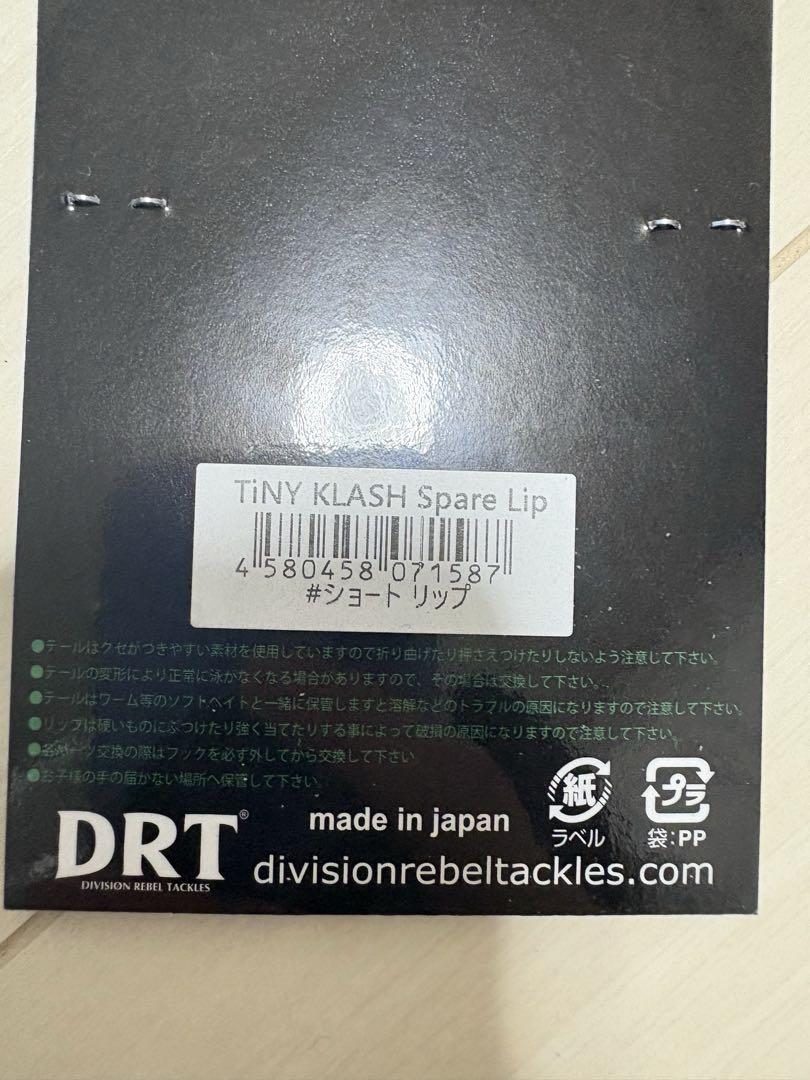 TiNY KLASH Spare Lip
4 580458 071587
#ショート リップ
●テールはクセがつきやすい素材を使用していますので折り曲げたり押さえつけたりしないよう注意して下さい。
●テールの変形により正常に泳がなくなる場合がありますので、その場合は交換して下さい。
●テールはワーム等のソフトベイトと一緒に保管しますと溶解などのトラブルの原因になりますので注意して下さい。
●リップは硬いものにぶつけたり強く当てたりする事によって破損の原因になりますので注意して下さい。
●各パーツ交換の際はフックを必ず外してから交換して下さい
●お子様の手の届かない場所へ保管して下さい
紙
ラベル
プラ
袋:PP
DRT®
DIVISION REBEL TACKLES
made in japan
divisionrebeltackles.com